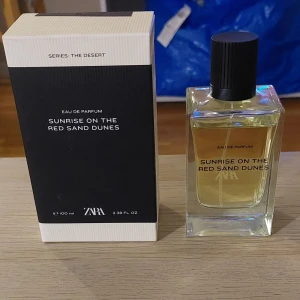 SERIES: THE DESERT
EAU DE PARFUM
SUNRISE ON THE
RED SAND DUNES
ZARA
e 100 ml
3.38 FL. OZ
EAU DE PARFUM
SUNRISE ON THE
RED SAND DUNES
ZARA